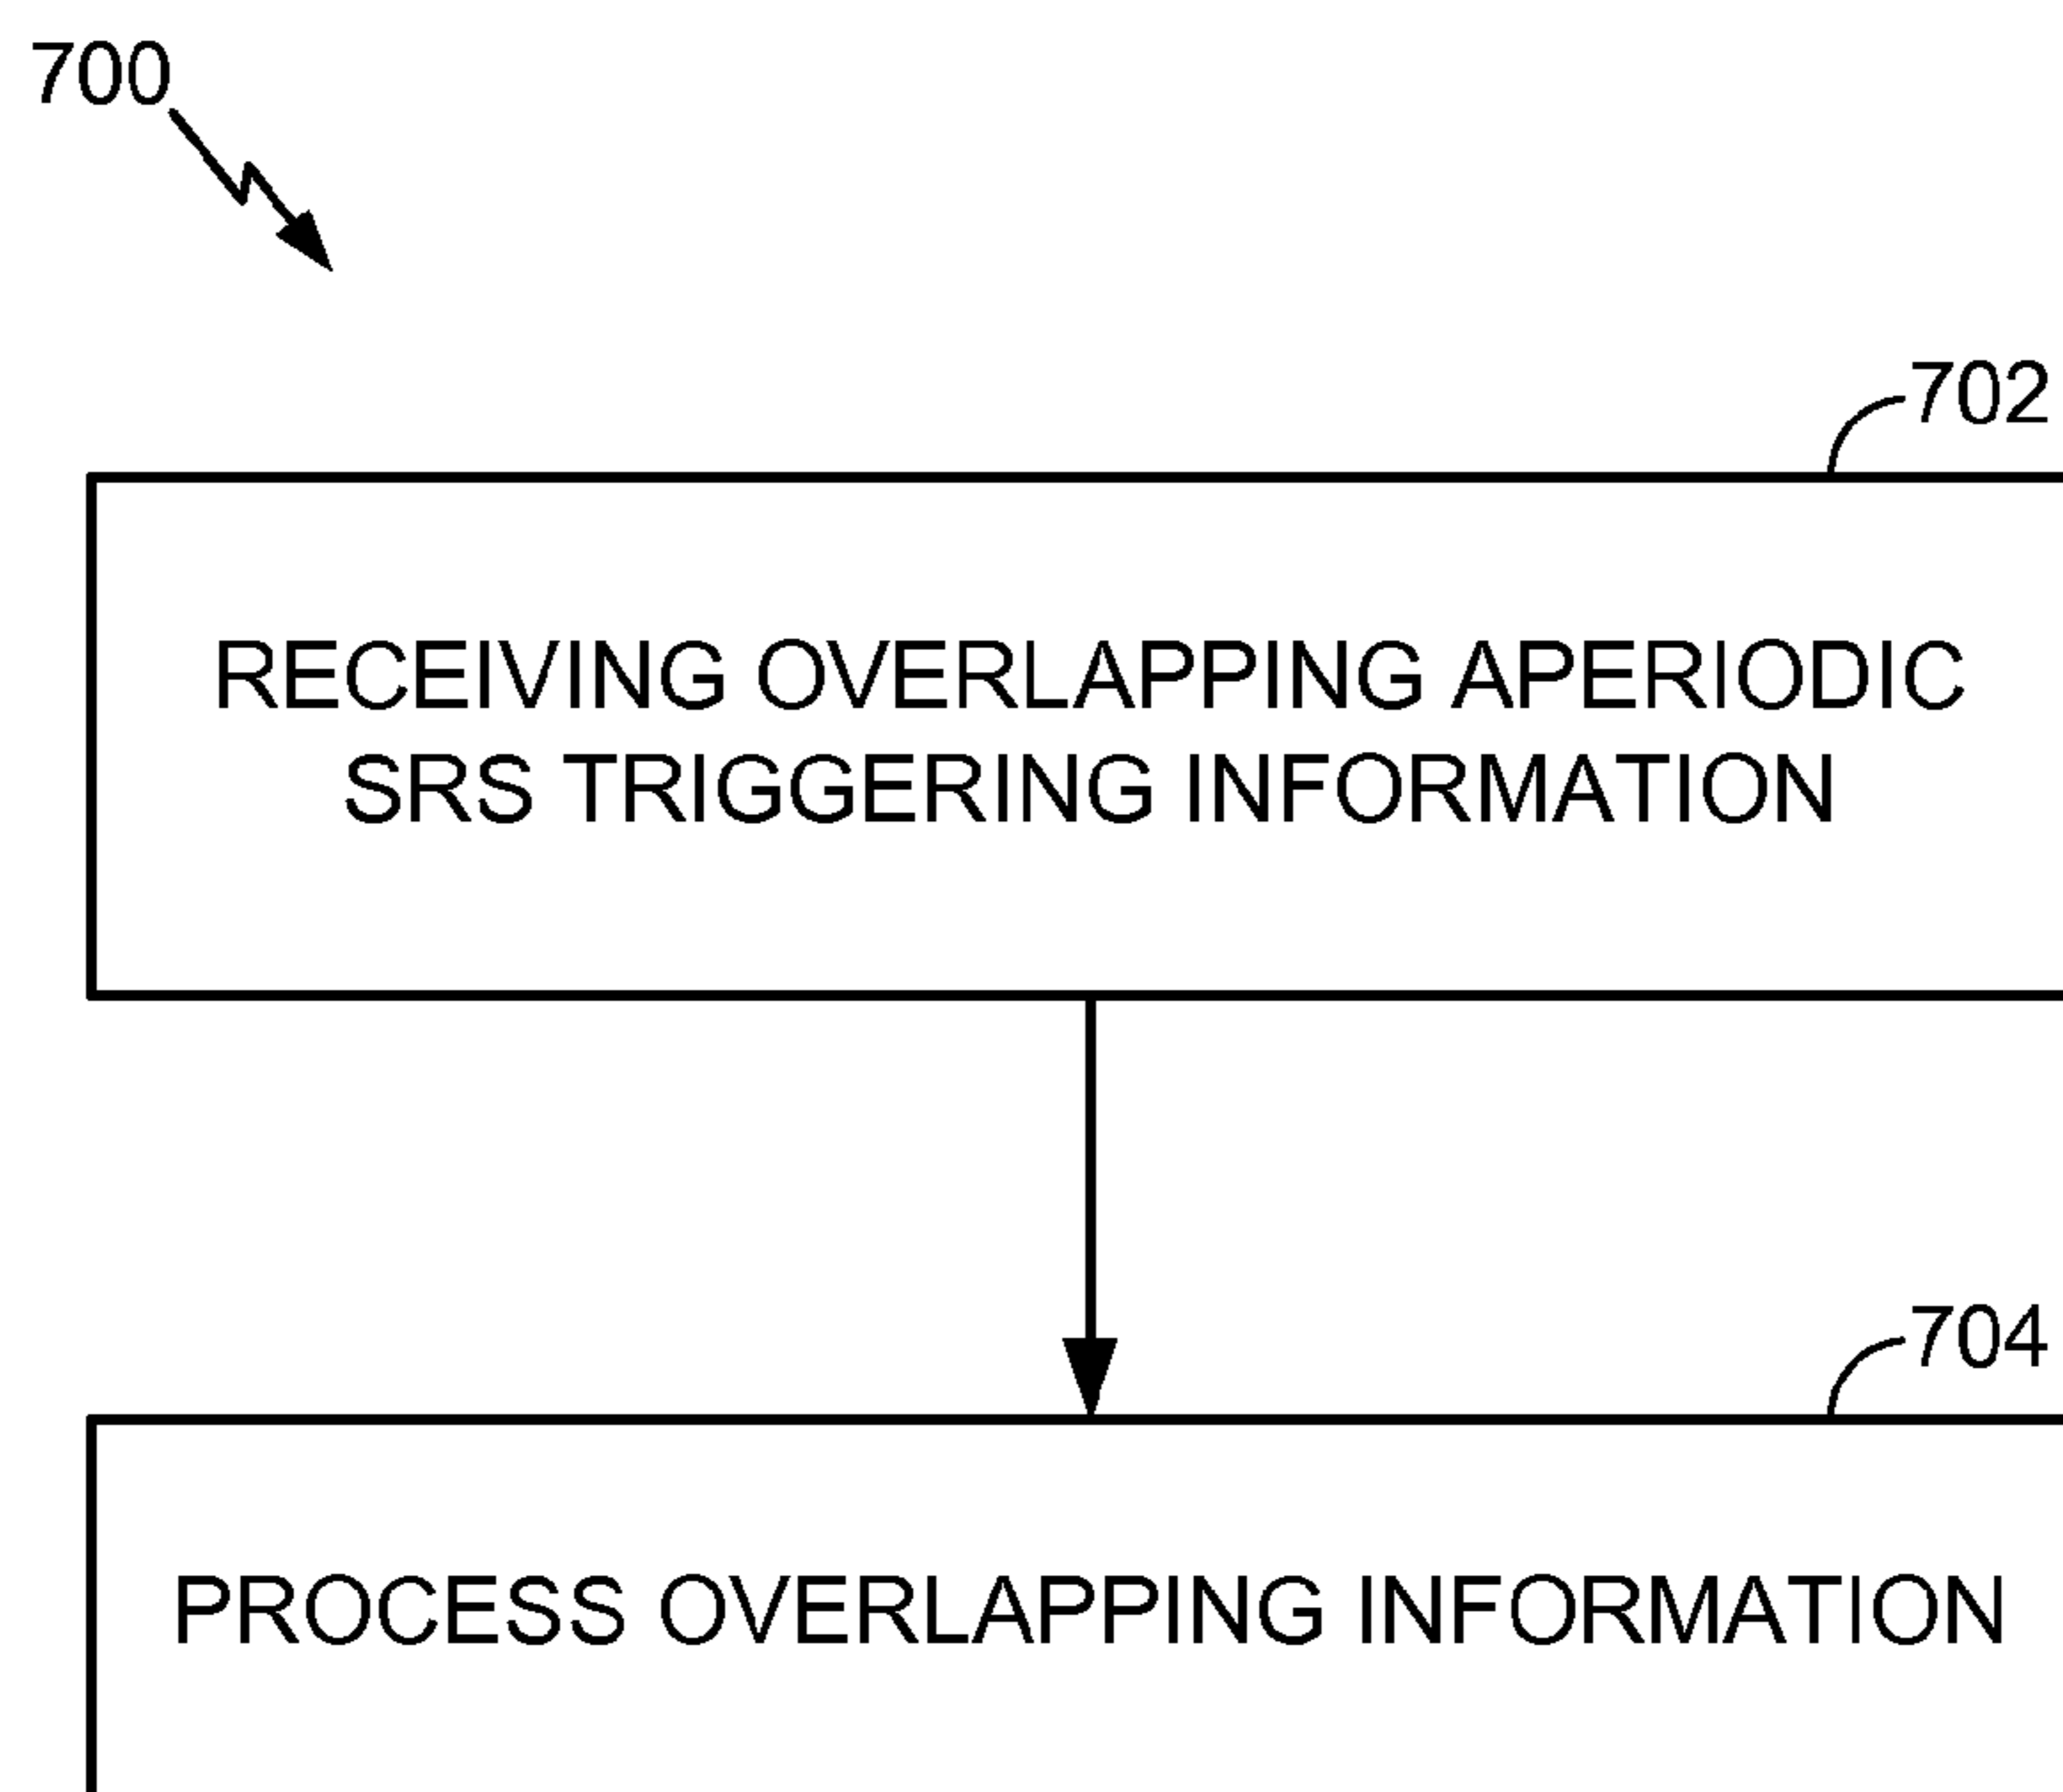 700
702
RECEIVING OVERLAPPING APERIODIC
SRS TRIGGERING INFORMATION
704
PROCESS OVERLAPPING INFORMATION